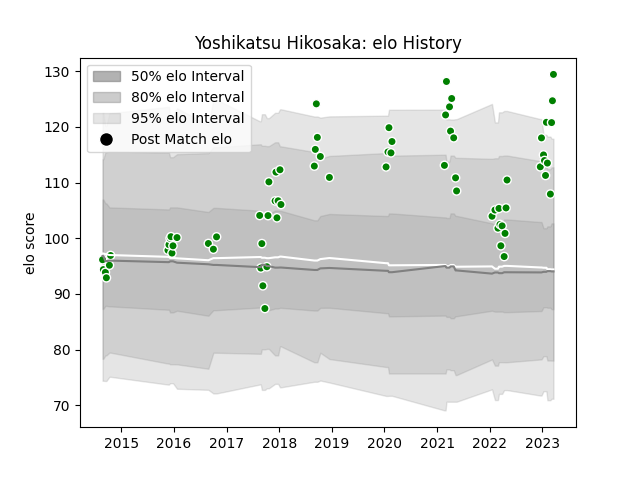 Yoshikatsu Hikosaka: elo History
50% elo Interval
80% elo Interval
95% elo Interval
Post Match elo
elo score
130
120
110
100
90
80
70
2015 2016 2017 2018 2019 2020 2021 2022 2023